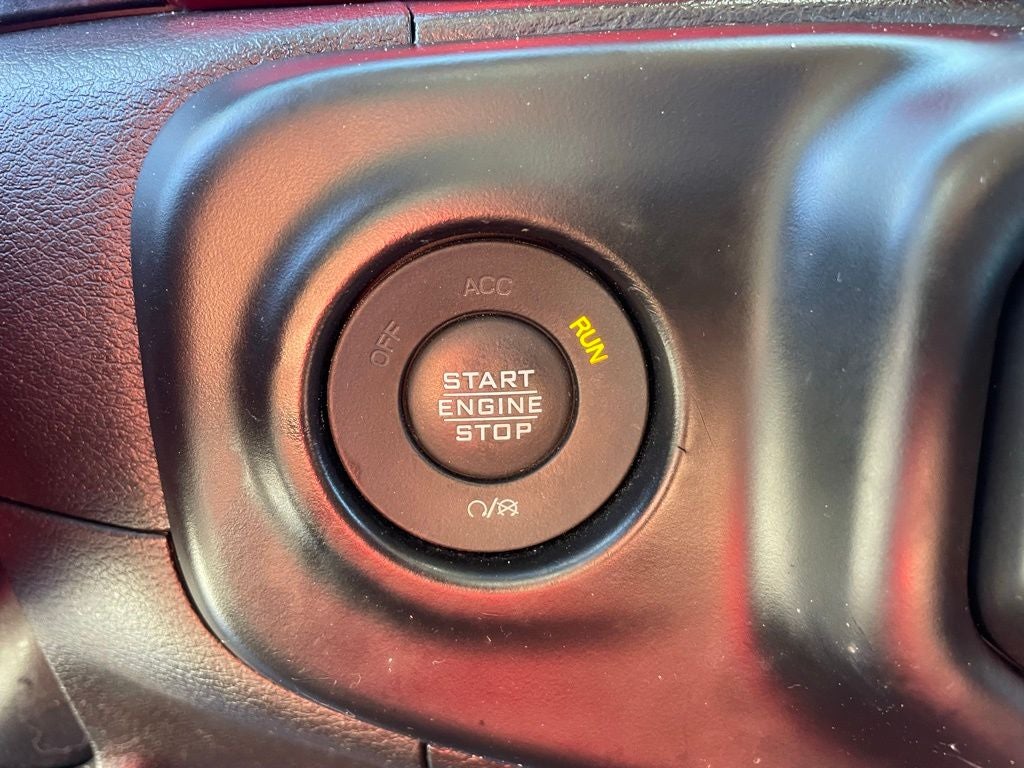 ACC
OFF
RUN
START
ENGINE
STOP